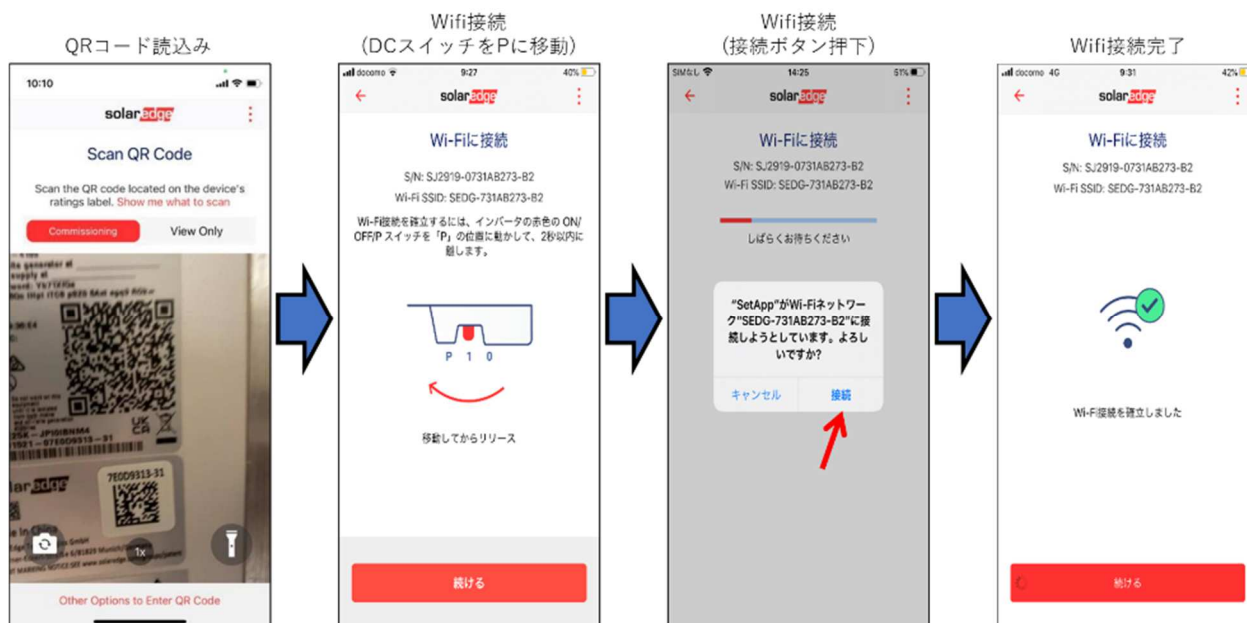 QRコード読込み
10:10
solaredge
Scan QR Code
Scan the QR code located on the device's
ratings label. Show me what to scan
Commissioning
View Only
supply at
7E0D9313-31
1x
Other Options to Enter QR Code
Wifi接続
(DCスイッチをPに移動)
docomo
9:27
40%
solaredge
Wi-Fiに接続
S/N: SJ2919-0731AB273-B2
Wi-Fi SSID: SEDG-731AB273-B2
Wi-Fi接続を確立するには、インバータの赤色の ON/
OFF/P スイッチを「P」の位置に動かして、2秒以内に
離します。
P 1 0
移動してからリリース
続ける
Wifi接続
(接続ボタン押下)
SIMなし
14:25
51%
solaredge
Wi-Fiに接続
S/N: SJ2919-0731AB273-B2
Wi-Fi SSID: SEDG-731AB273-B2
しばらくお待ちください
"SetApp"がWi-Fiネットワー
ク"SEDG-731AB273-B2"に接
続しようとしています。よろし
いですか?
キャンセル
接続
Wifi接続完了
docomo 4G
9:31
42%
solaredge
Wi-Fiに接続
S/N: SJ2919-0731AB273-B2
Wi-Fi SSID: SEDG-731AB273-B2
Wi-Fi接続を確立しました
続ける